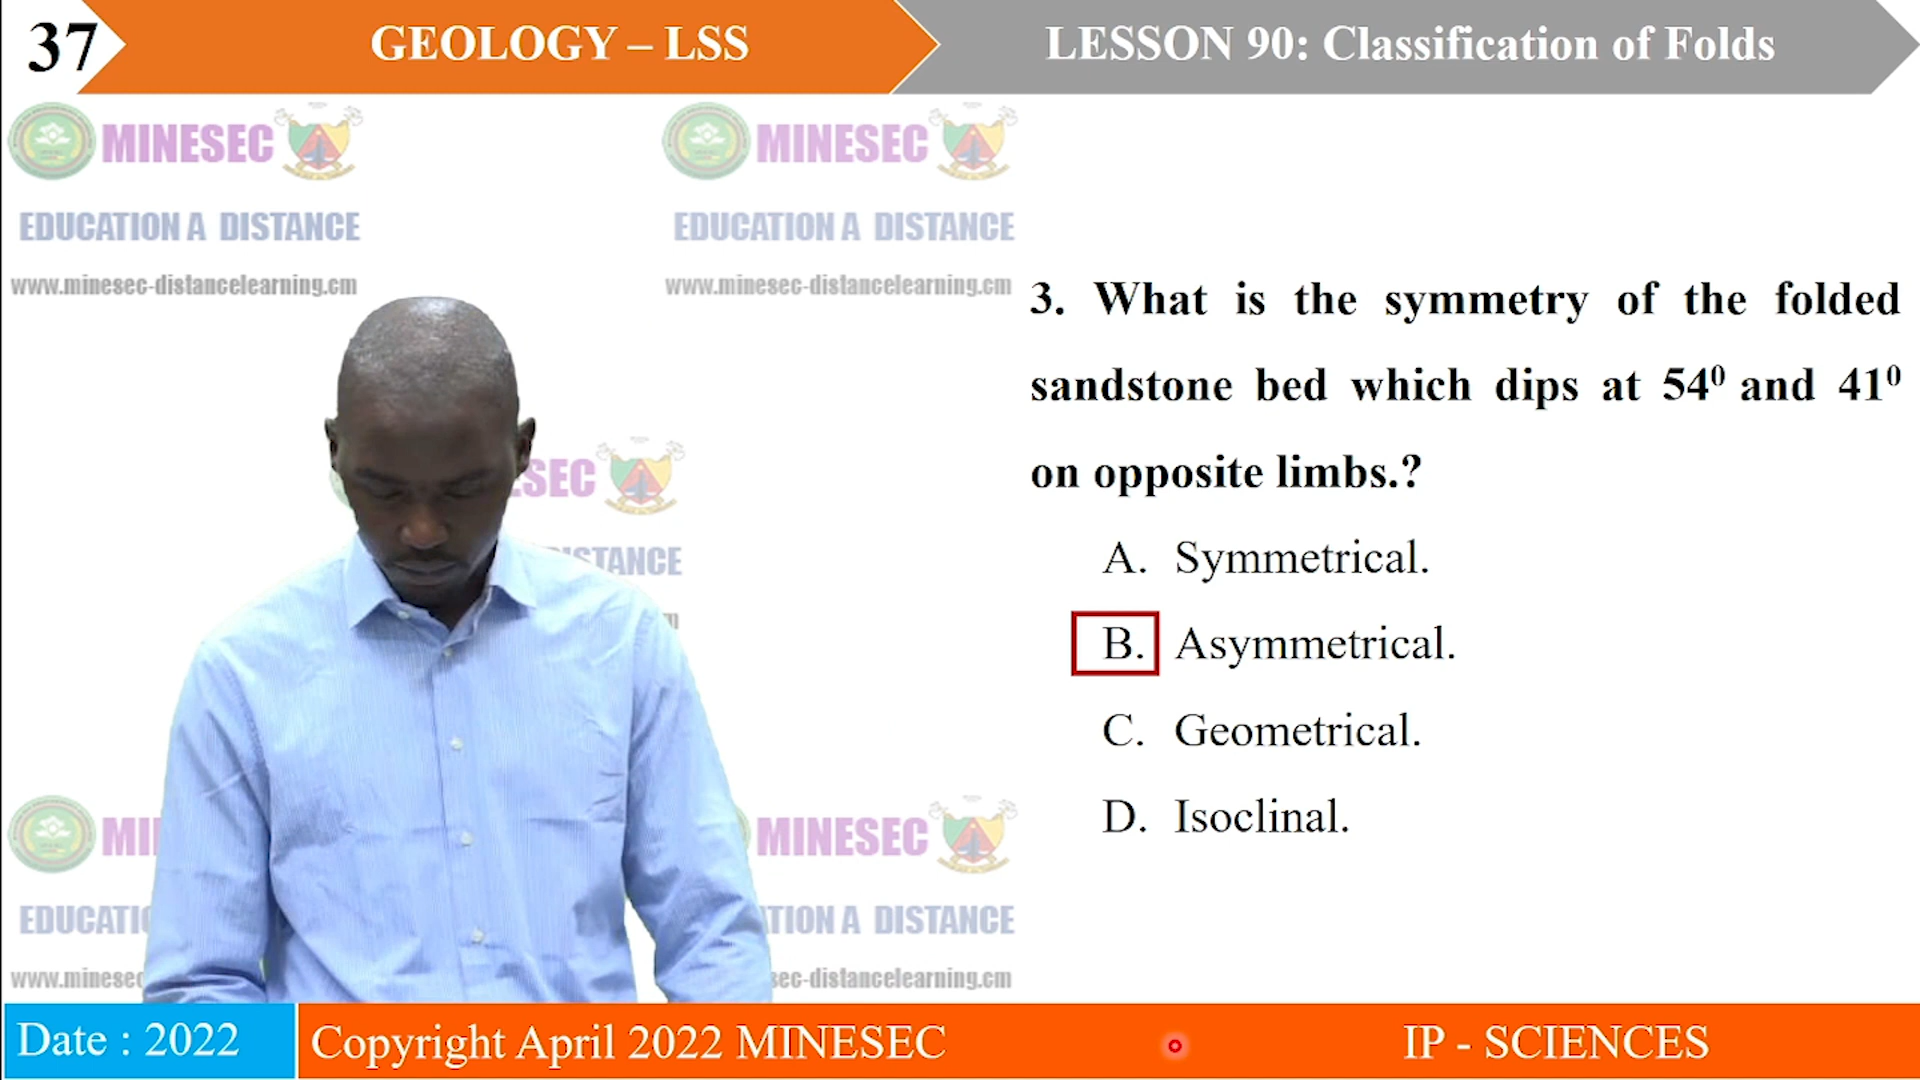 37
GEOLOGY – LSS
LESSON 90: Classification of Folds
MINESEC
MINESEC
EDUCATION A DISTANCE
EDUCATION A DISTANCE
www.minesec-distancelearning.cm
www.minesec-distancelearning.cm
3. What is the symmetry of the folded
sandstone bed which dips at 54⁰ and 41⁰
on opposite limbs.?
A. Symmetrical.
B. Asymmetrical.
C. Geometrical.
D. Isoclinal.
MINESEC
EDUCATION A DISTANCE
Date : 2022
Copyright April 2022 MINESEC
IP - SCIENCES